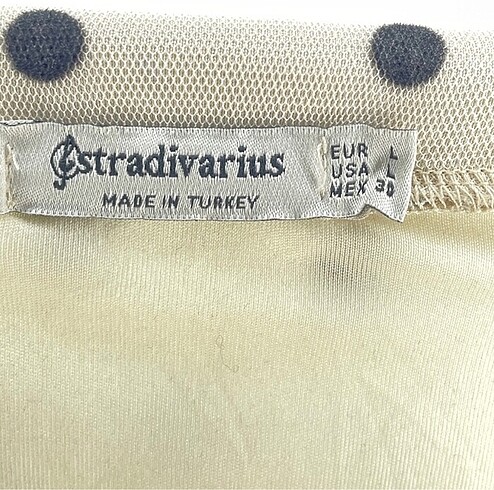 stradivarius
MADE IN TURKEY
EUR L
USA L
MEX 30